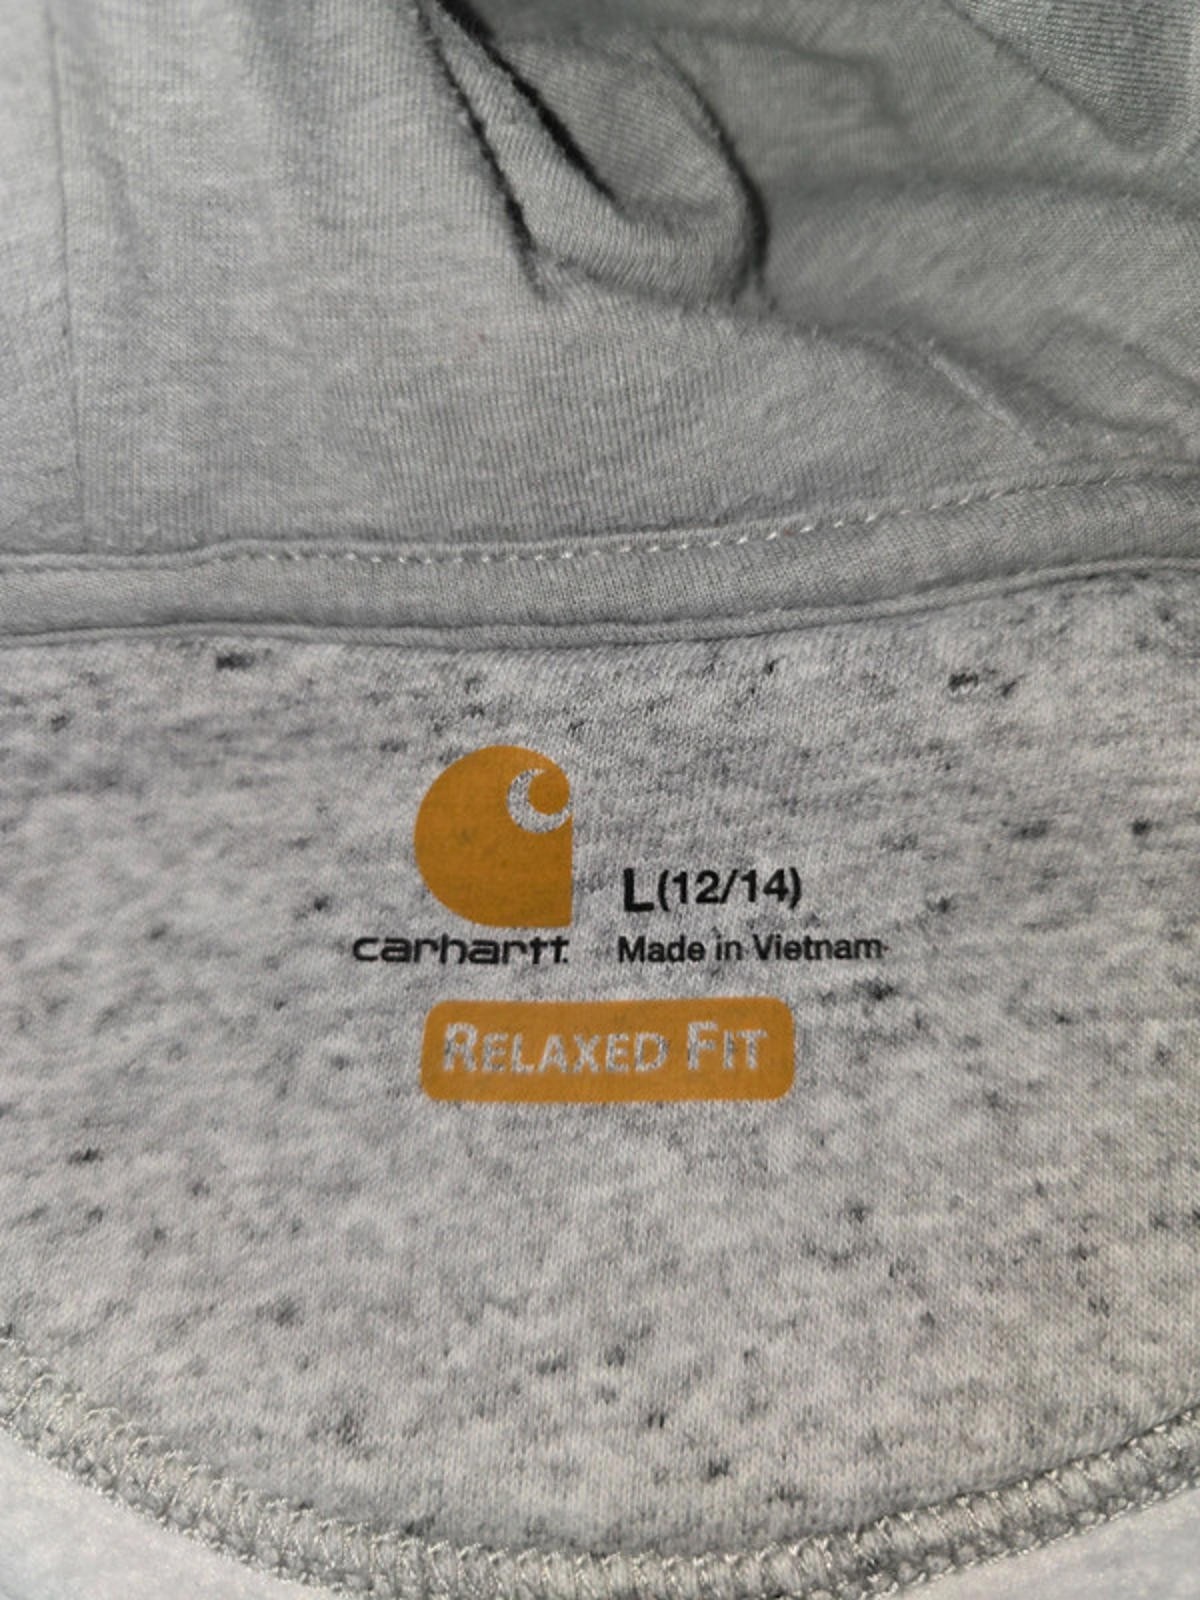 carhartt.
L(12/14)
Made in Vietnam
RELAXED FIT